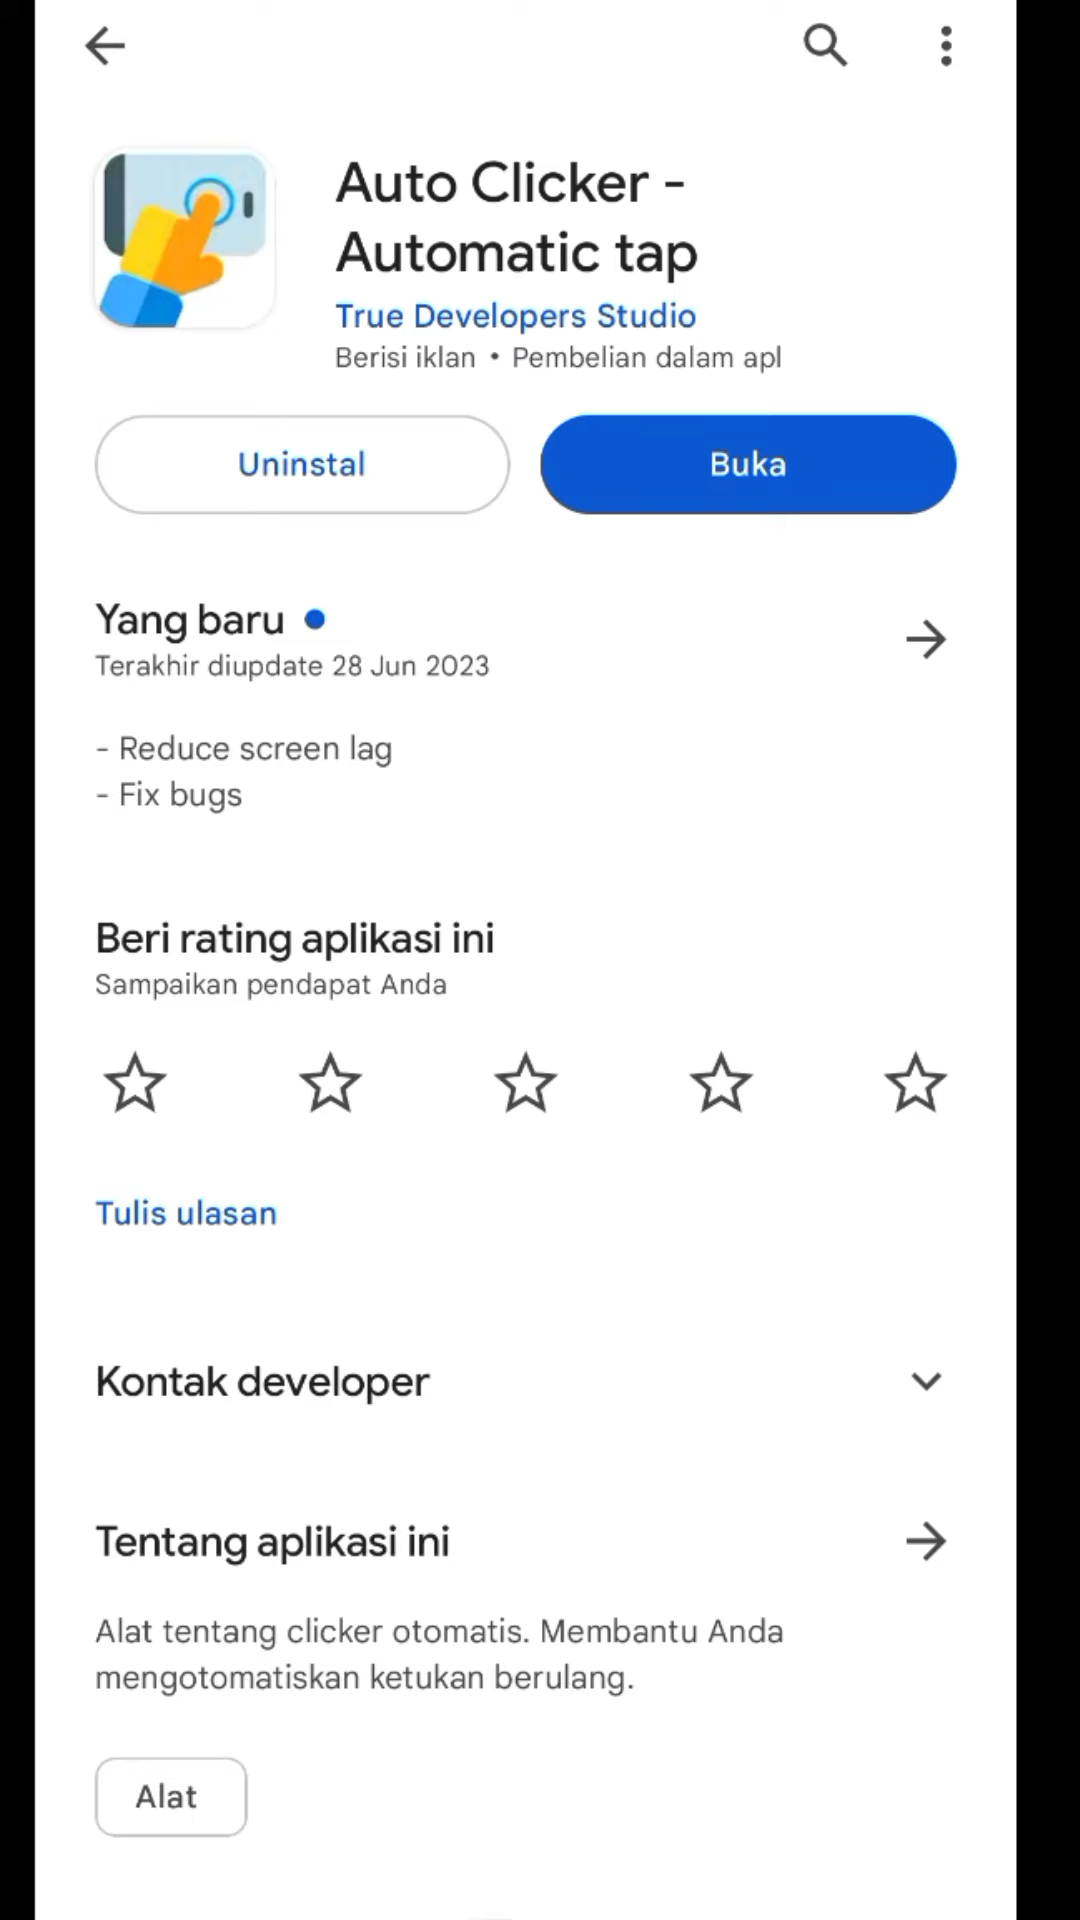 Auto Clicker -
Automatic tap
True Developers Studio
Berisi iklan • Pembelian dalam apl
Uninstal
Buka
Yang baru
Terakhir diupdate 28 Jun 2023
- Reduce screen lag
- Fix bugs
Beri rating aplikasi ini
Sampaikan pendapat Anda
Tulis ulasan
Kontak developer
Tentang aplikasi ini
Alat tentang clicker otomatis. Membantu Anda
mengotomatiskan ketukan berulang.
Alat